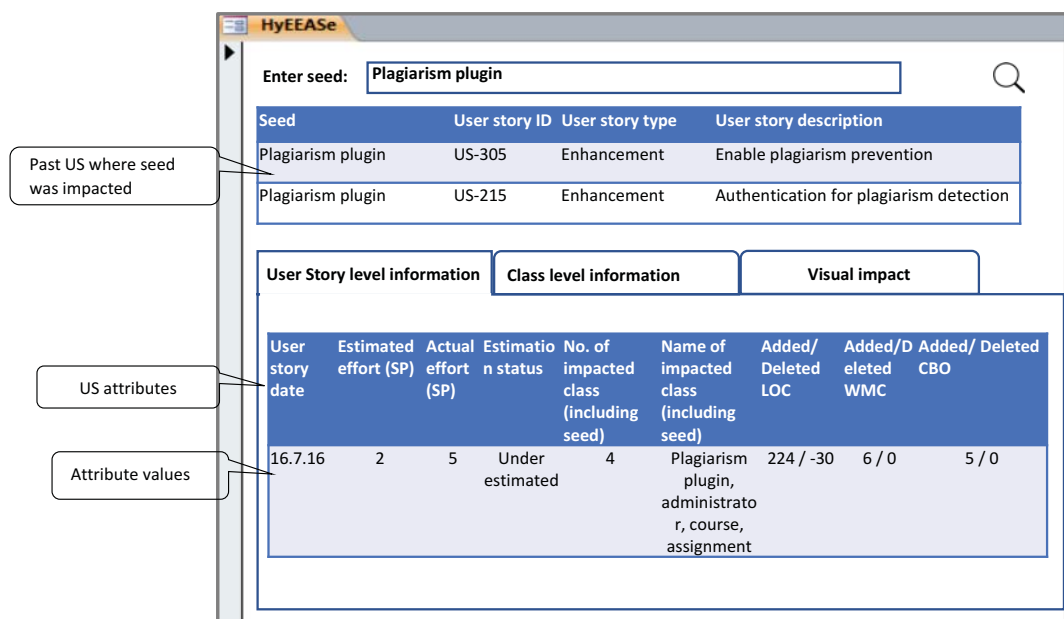 HyEEASe
Enter seed: Plagiarism plugin
Seed User story ID User story type User story description
Plagiarism plugin US-305 Enhancement Enable plagiarism prevention
Plagiarism plugin US-215 Enhancement Authentication for plagiarism detection
Past US where seed
was impacted
User Story level information Class level information Visual impact
User Estimated Actual Estimatio No. of Name of Added/ Added/D Added/ Deleted
story effort (SP) effort n status impacted impacted Deleted eleted CBO
date (SP) class class LOC WMC
(including (including
seed) seed)
US attributes
16.7.16 2 5 Under 4 Plagiarism 224 / -30 6 / 0 5 / 0
estimated plugin,
administrato
r, course,
assignment
Attribute values